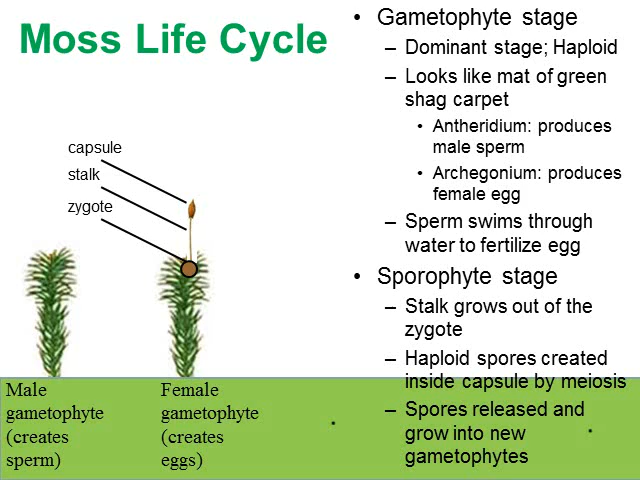 Moss Life Cycle
capsule
stalk
zygote
Male
gametophyte
(creates
sperm)
Female
gametophyte
(creates
eggs)
• Gametophyte stage
– Dominant stage; Haploid
– Looks like mat of green
shag carpet
• Antheridium: produces
male sperm
• Archegonium: produces
female egg
– Sperm swims through
water to fertilize egg
• Sporophyte stage
– Stalk grows out of the
zygote
– Haploid spores created
inside capsule by meiosis
– Spores released and
grow into new
gametophytes